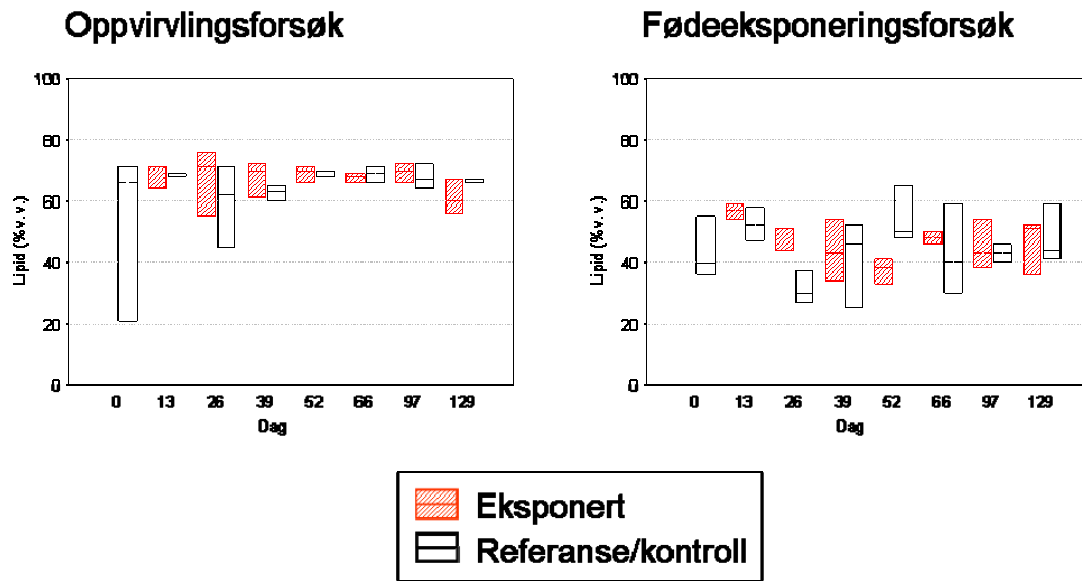 Oppvirvlingsforsøk
100
80
60
40
20
0
Lipid (% v. v.)
0 13 26 39 52 66 97 129
Dag
Fødeeksponeringsforsøk
100
80
60
40
20
0
Lipid (% v. v.)
0 13 26 39 52 66 97 129
Dag
Eksponert
Referanse/kontroll